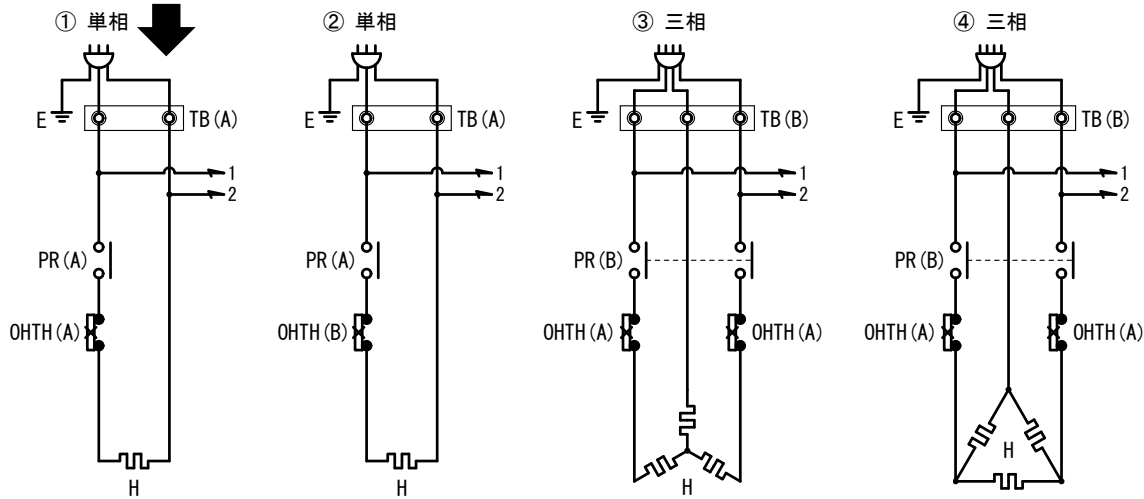 ① 単相 ② 単相 ③ 三相 ④ 三相
E TB(A) E TB(A) E TB(B) E TB(B)
1 1 1 1
2 2 2 2
PR(A) PR(A) PR(B) PR(B)
OHTH(A) OHTH(B) OHTH(A) OHTH(A) OHTH(A) OHTH(A)
H H H H